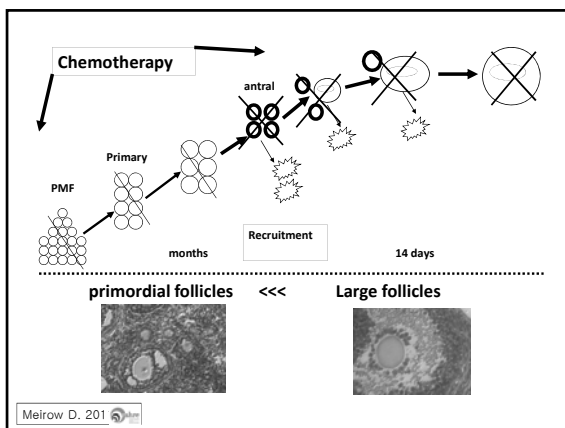 Chemotherapy
antral
Primary
PMF
months
Recruitment
14 days
primordial follicles <<< Large follicles
Meirow D. 201